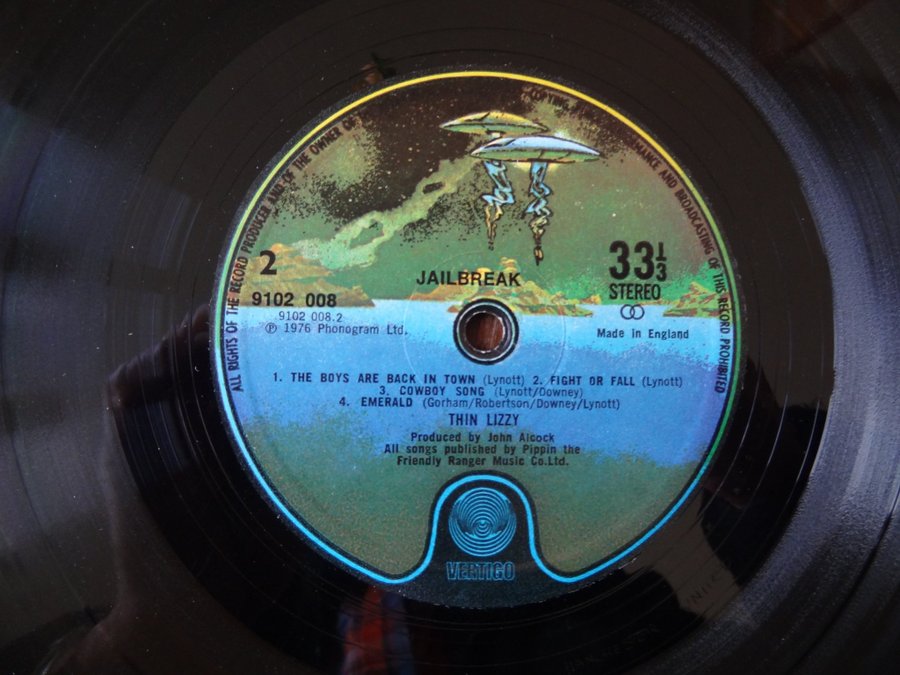 ALL RIGHTS OF THE RECORD PRODUCER AND OF THE OWNER OF
MANCE AND BROADCASTING OF THIS RECORD PROHIBITED
2
33⅓
JAILBREAK
STEREO
9102 008
9102 008.2
℗ 1976 Phonogram Ltd.
Made in England
1. THE BOYS ARE BACK IN TOWN (Lynott) 2. FIGHT OR FALL (Lynott)
3. COWBOY SONG (Lynott/Downey)
4. EMERALD (Gorham/Robertson/Downey/Lynott)
THIN LIZZY
Produced by John Alcock
All songs published by Pippin the
Friendly Ranger Music Co.Ltd.
VERTIGO